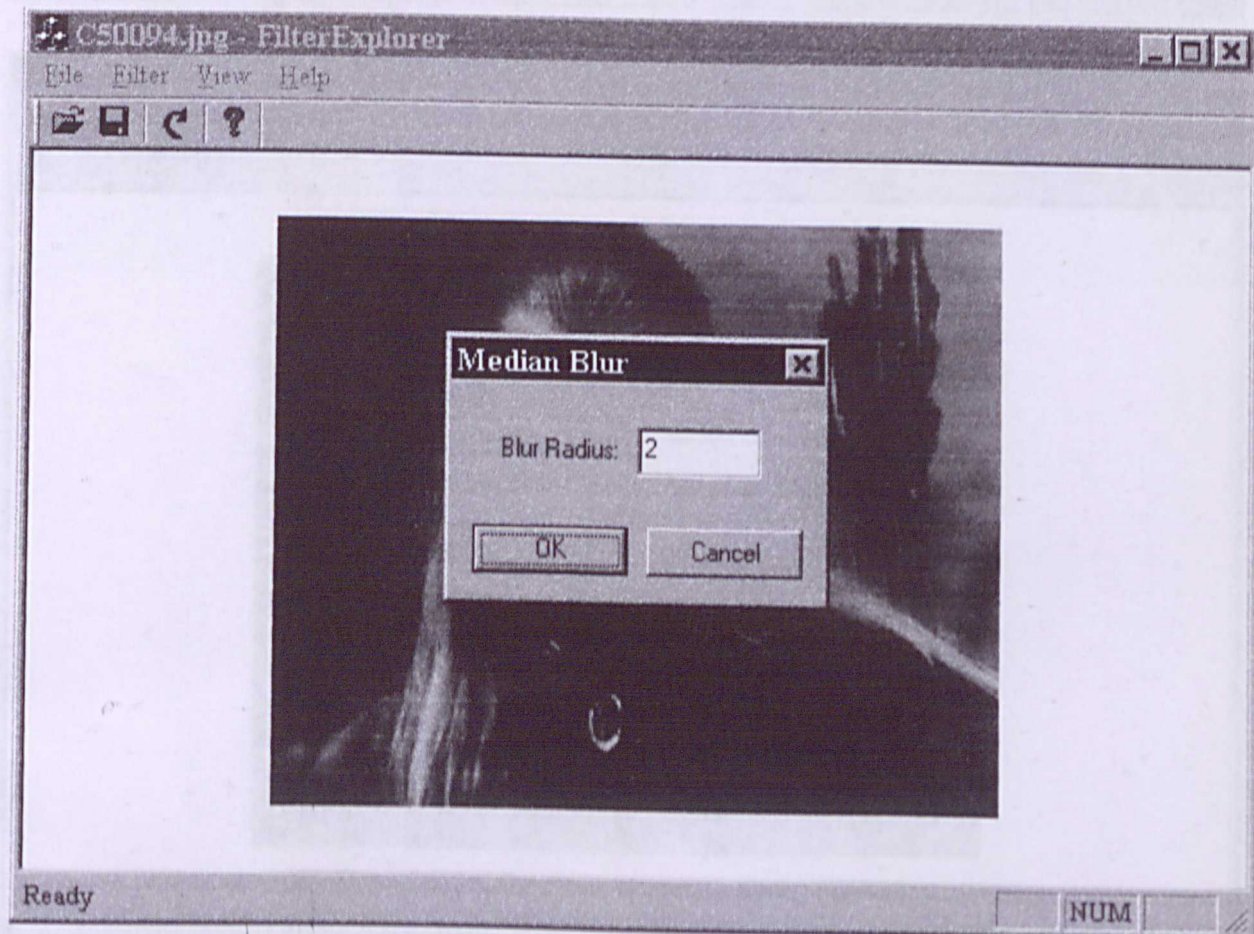 C50094.jpg - FilterExplorer
File Filter View Help
Median Blur
Blur Radius: 2
OK Cancel
Ready
NUM